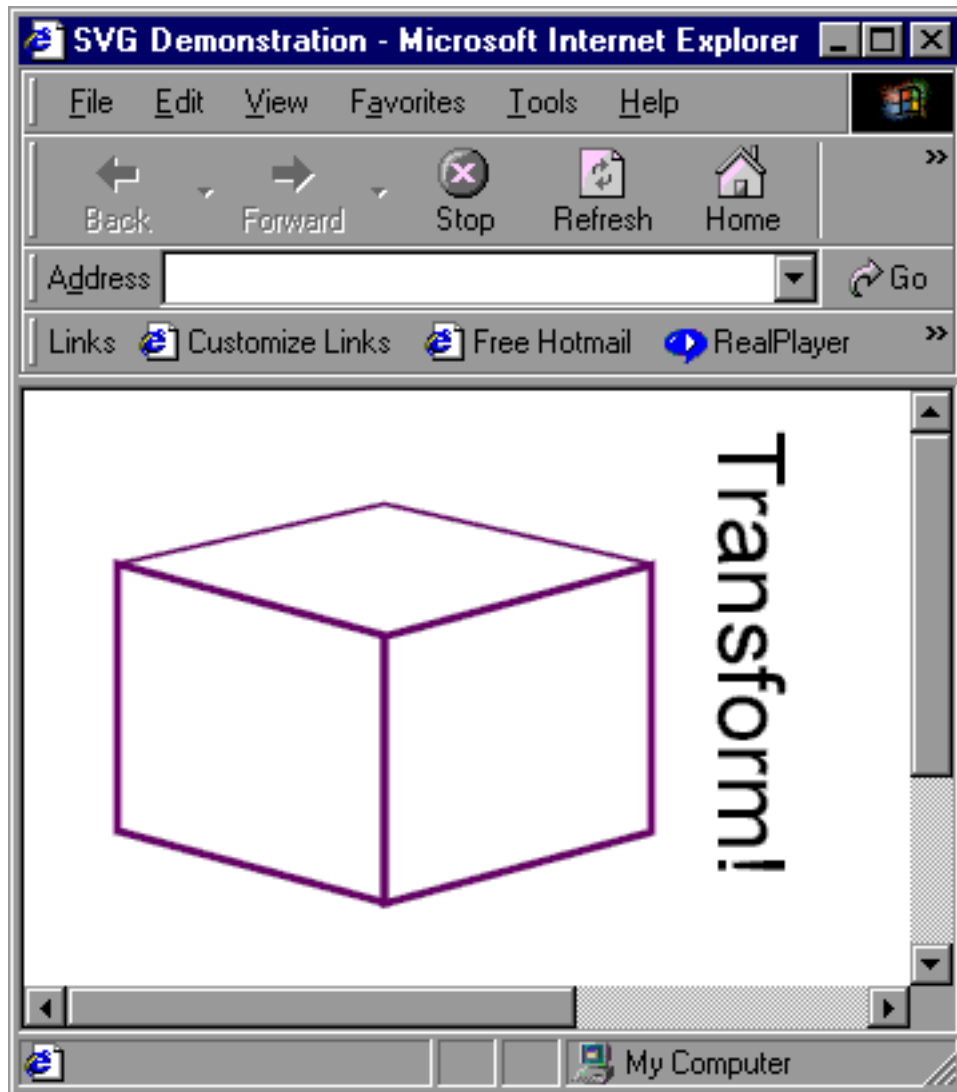 SVG Demonstration - Microsoft Internet Explorer
File Edit View Favorites Tools Help
Back Forward Stop Refresh Home »
Address Go
Links Customize Links Free Hotmail RealPlayer »
Transform!
My Computer